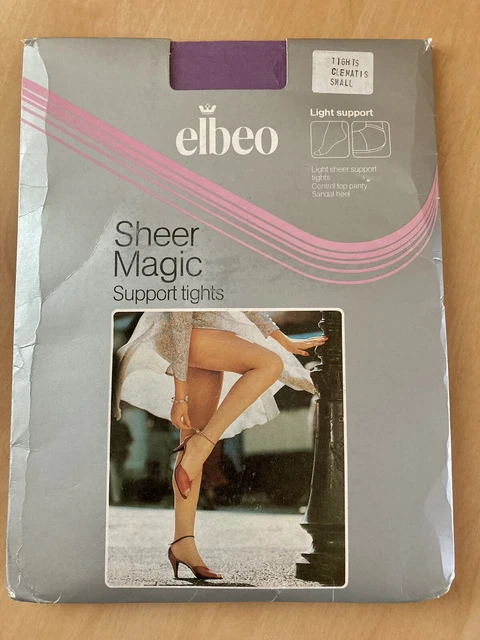 TIGHTS
CLEMATIS
SMALL
elbeo
Light support
Light sheer support
tights
Control top panty
Sandal heel
Sheer
Magic
Support tights